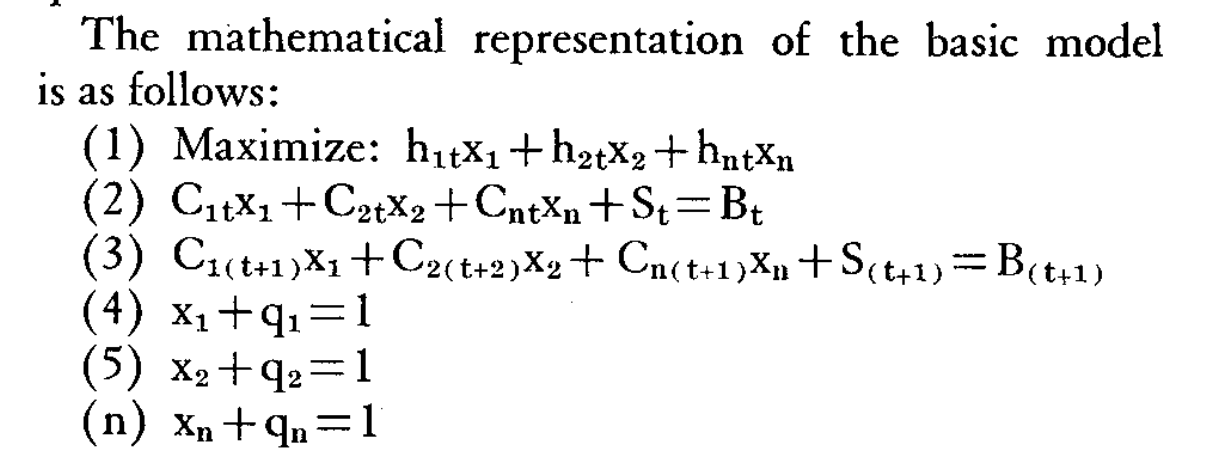 The mathematical representation of the basic model
is as follows:
(1) Maximize: h₁ₜx₁+h₂ₜx₂+hₙₜxₙ
(2) C₁ₜx₁+C₂ₜx₂+Cₙₜxₙ+Sₜ=Bₜ
(3) C₁₍ₜ₊₁₎x₁+C₂₍ₜ₊₂₎x₂+ Cₙ₍ₜ₊₁₎xₙ+S₍ₜ₊₁₎=B₍ₜ₊₁₎
(4) x₁+q₁=1
(5) x₂+q₂=1
(n) xₙ+qₙ=1